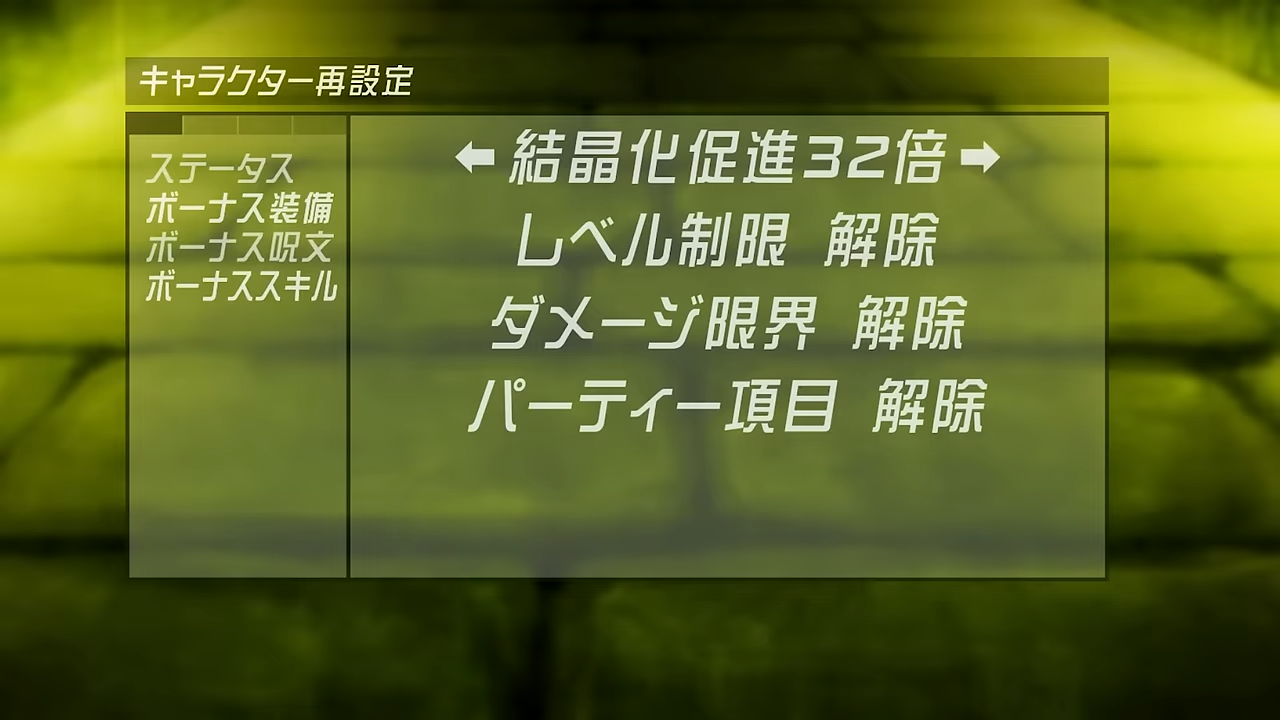 キャラクター再設定
ステータス
ボーナス装備
ボーナス呪文
ボーナススキル
←結晶化促進32倍→
レベル制限 解除
ダメージ限界 解除
パーティー項目 解除